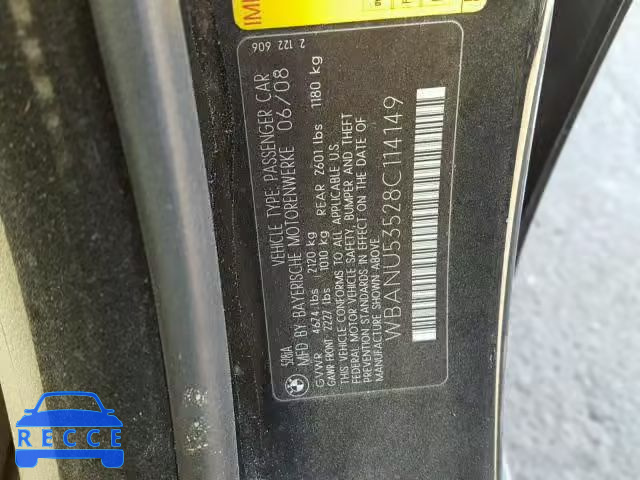 2 122 606
VEHICLE TYPE: PASSENGER CAR
528iA MFD BY BAYERISCHE MOTORENWERKE 06/08
GVWR 4674 lbs 2120 kg
GAWR-FRONT 2227 lbs 1010 kg REAR 2601 lbs 1180 kg
THIS VEHICLE CONFORMS TO ALL APPLICABLE U.S.
FEDERAL MOTOR VEHICLE SAFETY, BUMPER AND THEFT
PREVENTION STANDARDS IN EFFECT ON THE DATE OF
MANUFACTURE SHOWN ABOVE.
WBANU53528C114149
RECCE